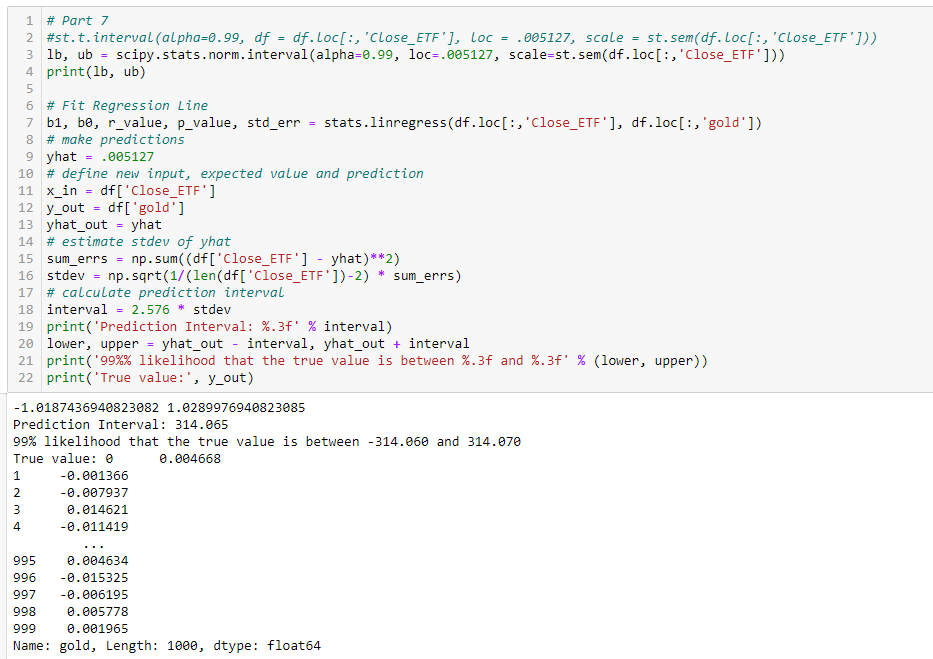 1 # Part 7
2 #st.t.interval(alpha=0.99, df = df.loc[:,'Close_ETF'], loc = .005127, scale = st.sem(df.loc[:,'Close_ETF']))
3 lb, ub = scipy.stats.norm.interval(alpha=0.99, loc=.005127, scale=st.sem(df.loc[:,'Close_ETF']))
4 print(lb, ub)
5
6 # Fit Regression Line
7 b1, b0, r_value, p_value, std_err = stats.linregress(df.loc[:,'Close_ETF'], df.loc[:,'gold'])
8 # make predictions
9 yhat = .005127
10 # define new input, expected value and prediction
11 x_in = df['Close_ETF']
12 y_out = df['gold']
13 yhat_out = yhat
14 # estimate stdev of yhat
15 sum_errs = np.sum((df['Close_ETF'] - yhat)**2)
16 stdev = np.sqrt(1/(len(df['Close_ETF'])-2) * sum_errs)
17 # calculate prediction interval
18 interval = 2.576 * stdev
19 print('Prediction Interval: %.3f' % interval)
20 lower, upper = yhat_out - interval, yhat_out + interval
21 print('99%% likelihood that the true value is between %.3f and %.3f' % (lower, upper))
22 print('True value:', y_out)
-1.0187436940823082 1.0289976940823085
Prediction Interval: 314.065
99% likelihood that the true value is between -314.060 and 314.070
True value: 0      0.004668
1     -0.001366
2     -0.007937
3      0.014621
4     -0.011419
         ...
995    0.004634
996   -0.015325
997   -0.006195
998    0.005778
999    0.001965
Name: gold, Length: 1000, dtype: float64